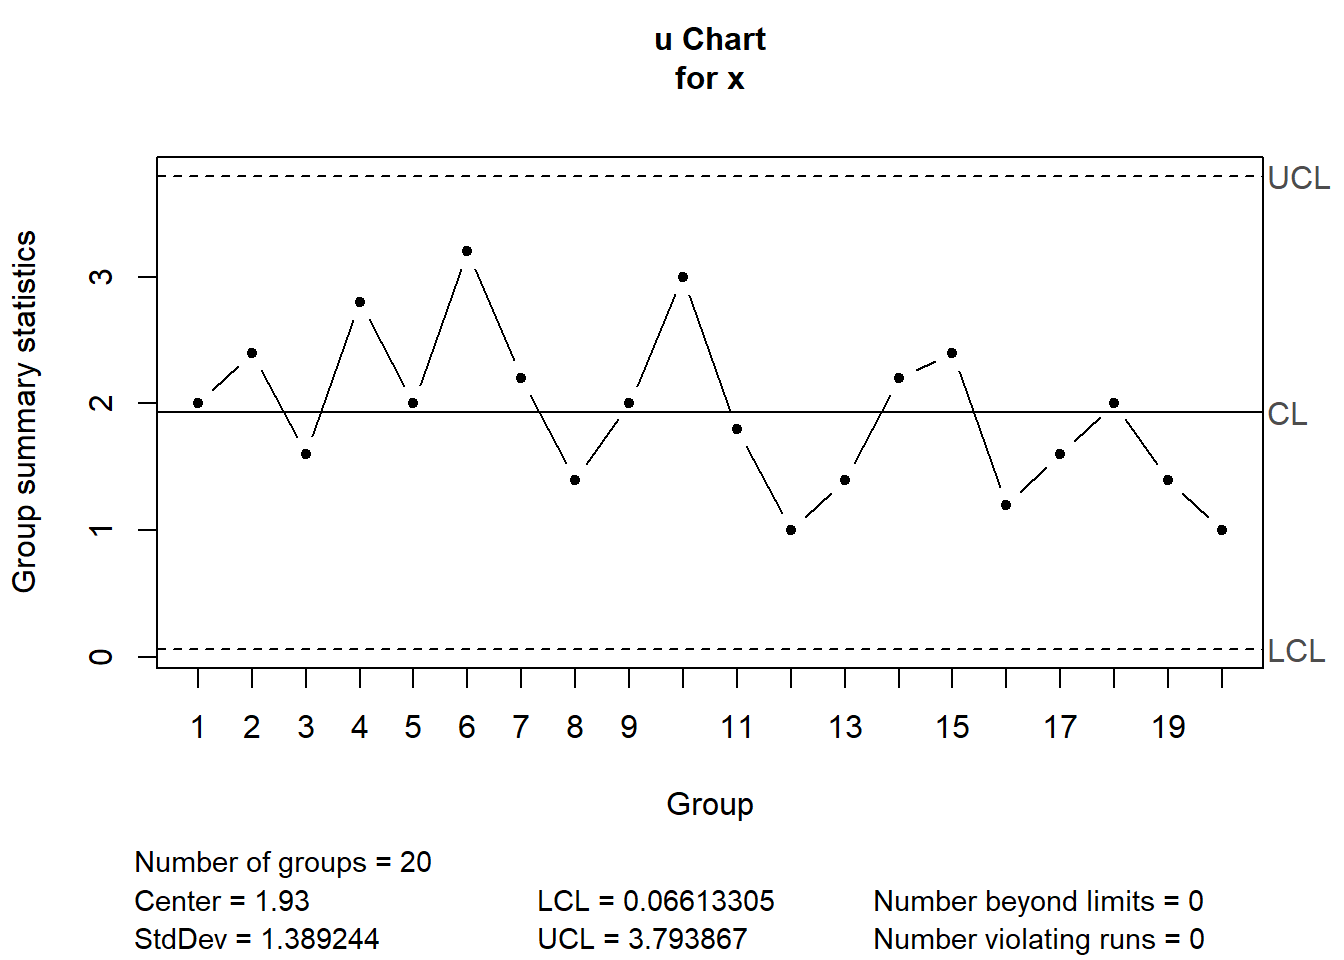 u Chart
for x
UCL
CL
LCL
Group summary statistics
3
2
1
0
1 2 3 4 5 6 7 8 9 11 13 15 17 19
Group
Number of groups = 20
Center = 1.93 LCL = 0.06613305 Number beyond limits = 0
StdDev = 1.389244 UCL = 3.793867 Number violating runs = 0